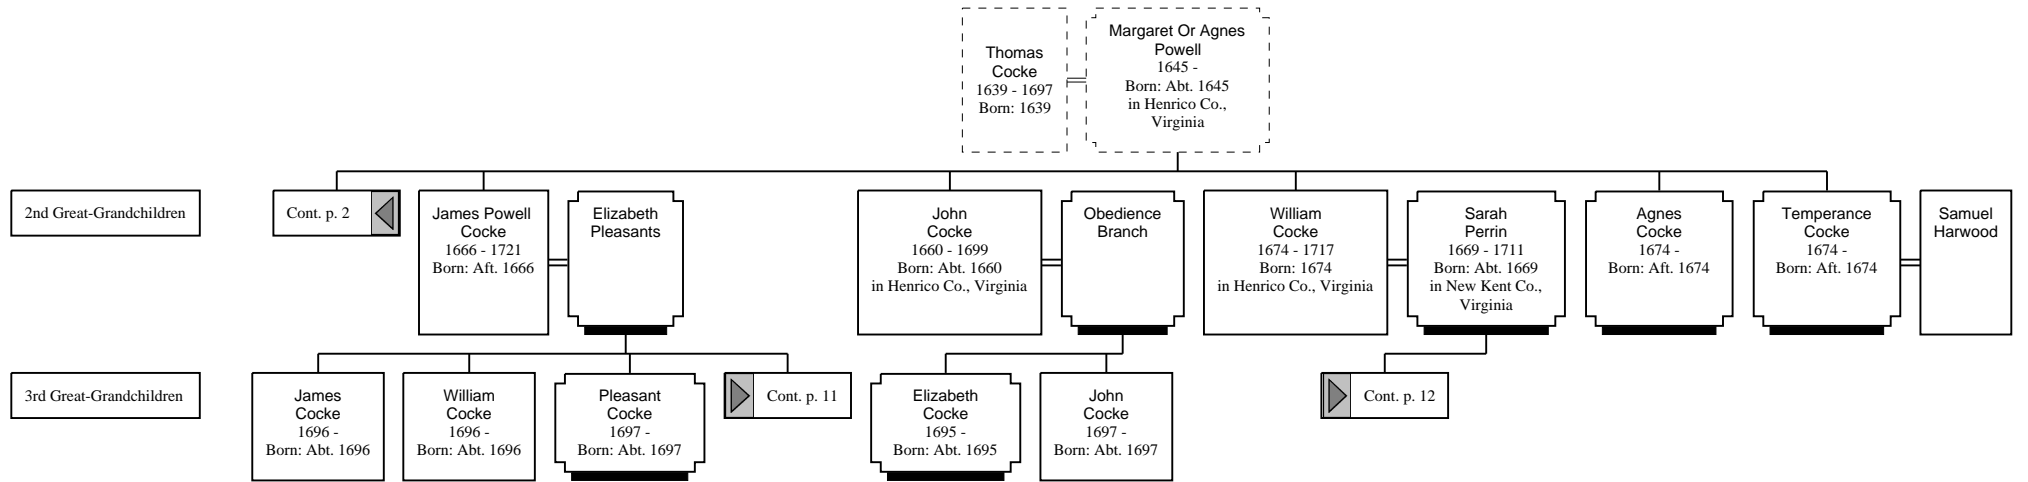 Thomas
Cocke
1639 - 1697
Born: 1639
Margaret Or Agnes
Powell
1645 -
Born: Abt. 1645
in Henrico Co.,
Virginia
2nd Great-Grandchildren
Cont. p. 2
James Powell
Cocke
1666 - 1721
Born: Aft. 1666
Elizabeth
Pleasants
John
Cocke
1660 - 1699
Born: Abt. 1660
in Henrico Co., Virginia
Obedience
Branch
William
Cocke
1674 - 1717
Born: 1674
in Henrico Co., Virginia
Sarah
Perrin
1669 - 1711
Born: Abt. 1669
in New Kent Co.,
Virginia
Agnes
Cocke
1674 -
Born: Aft. 1674
Temperance
Cocke
1674 -
Born: Aft. 1674
Samuel
Harwood
3rd Great-Grandchildren
James
Cocke
1696 -
Born: Abt. 1696
William
Cocke
1696 -
Born: Abt. 1696
Pleasant
Cocke
1697 -
Born: Abt. 1697
Cont. p. 11
Elizabeth
Cocke
1695 -
Born: Abt. 1695
John
Cocke
1697 -
Born: Abt. 1697
Cont. p. 12